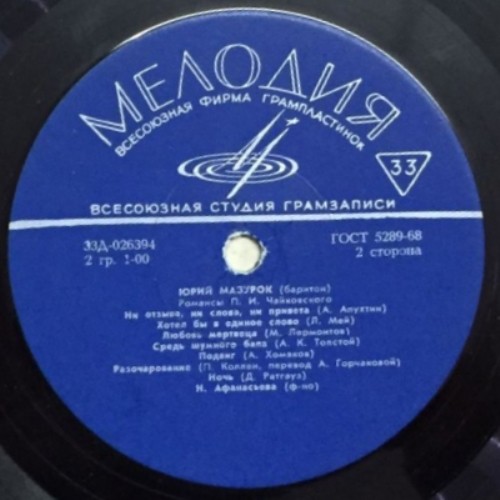 МЕЛОДИЯ
ВСЕСОЮЗНАЯ ФИРМА ГРАМПЛАСТИНОК
33
ВСЕСОЮЗНАЯ СТУДИЯ ГРАМЗАПИСИ
33Д-026394
ГОСТ 5289-68
2 гр. 1-00
2 сторона
ЮРИЙ МАЗУРОК (баритон)
Романсы П. И. Чайковского
Ни отзыва, ни слова, ни привета (А. Апухтин)
Хотел бы в единое слово (Л. Мей)
Любовь мертвеца (М. Лермонтов)
Средь шумного бала (А. К. Толстой)
Подвиг (А. Хомяков)
Разочарование (П. Коллен, перевод А. Горчаковой)
Ночь (Д. Ратгауз)
Н. Афанасьева (ф-но)